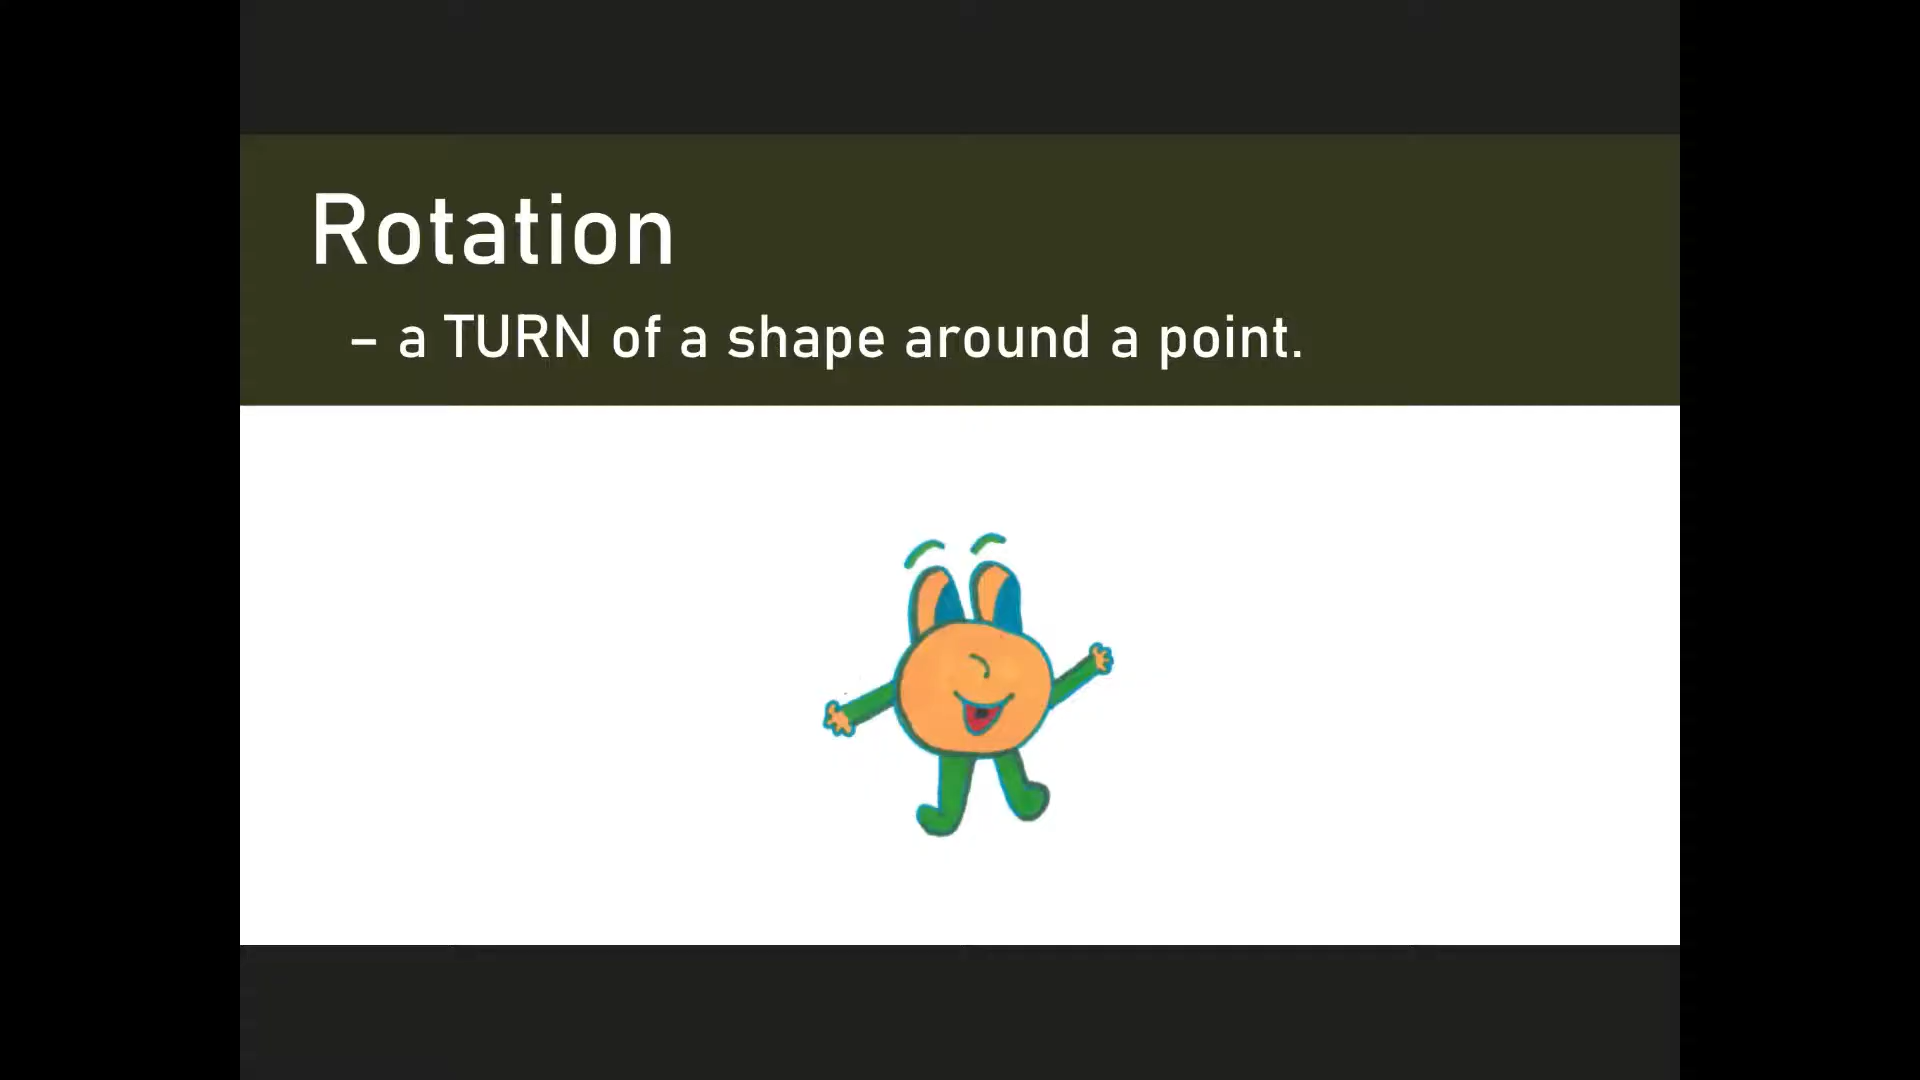 Rotation
– a TURN of a shape around a point.